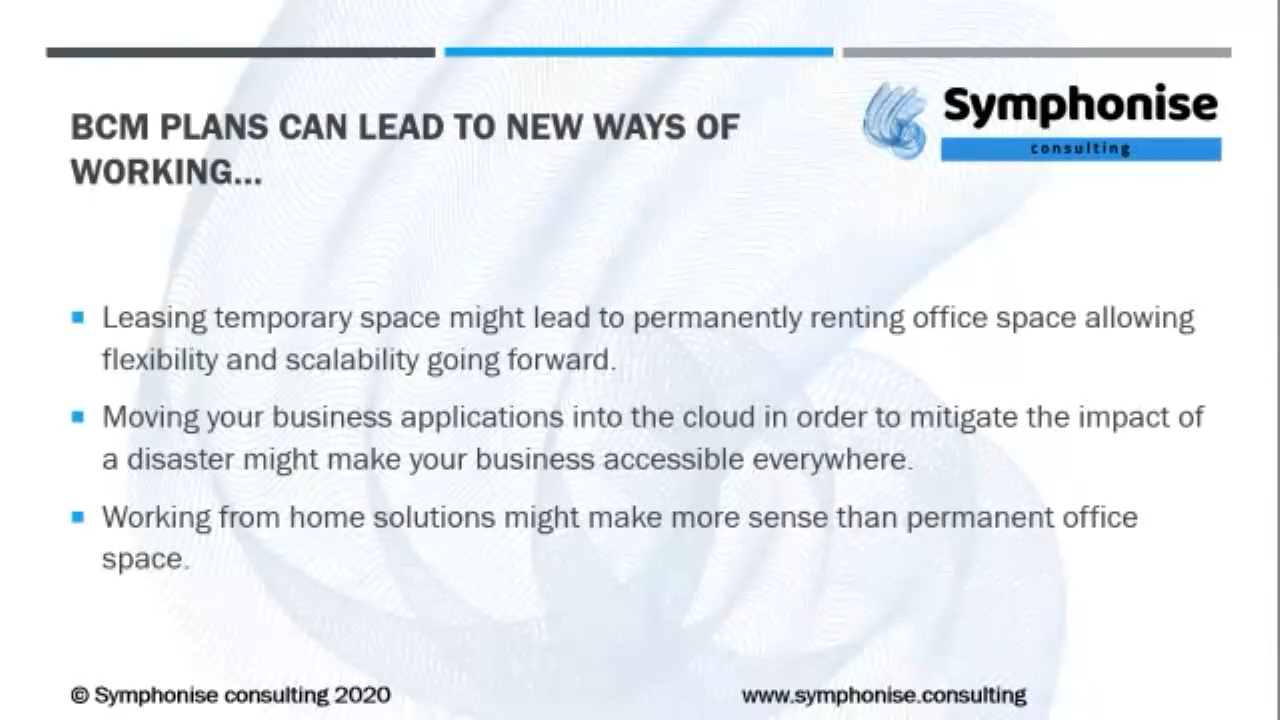 BCM PLANS CAN LEAD TO NEW WAYS OF
WORKING...
Symphonise
consulting
Leasing temporary space might lead to permanently renting office space allowing
flexibility and scalability going forward.
Moving your business applications into the cloud in order to mitigate the impact of
a disaster might make your business accessible everywhere.
Working from home solutions might make more sense than permanent office
space.
© Symphonise consulting 2020
www.symphonise.consulting